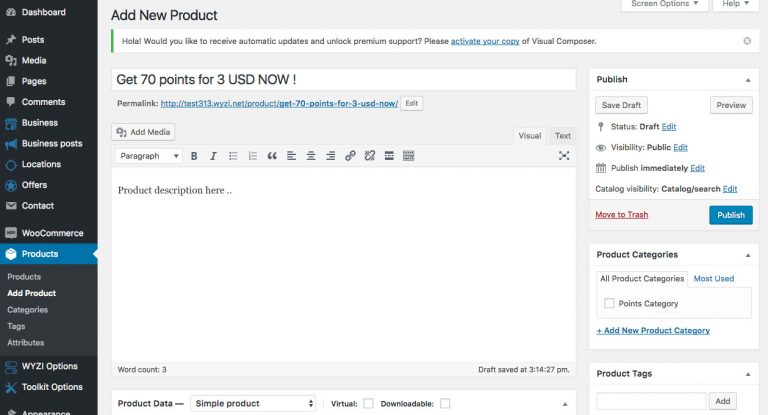 Dashboard
Posts
Media
Pages
Comments
Business
Business posts
Locations
Offers
Contact
WooCommerce
Products
Products
Add Product
Categories
Tags
Attributes
WYZI Options
Toolkit Options
Appearance
Screen Options
Help
Add New Product
Hola! Would you like to receive automatic updates and unlock premium support? Please activate your copy of Visual Composer.
Get 70 points for 3 USD NOW !
Permalink: http://test313.wyzi.net/product/get-70-points-for-3-usd-now/ Edit
Add Media
Visual Text
Paragraph B I
Product description here ..
Word count: 3 Draft saved at 3:14:27 pm.
Product Data — Simple product Virtual: Downloadable:
Publish
Save Draft Preview
Status: Draft Edit
Visibility: Public Edit
Publish immediately Edit
Catalog visibility: Catalog/search Edit
Move to Trash Publish
Product Categories
All Product Categories Most Used
Points Category
+ Add New Product Category
Product Tags
Add